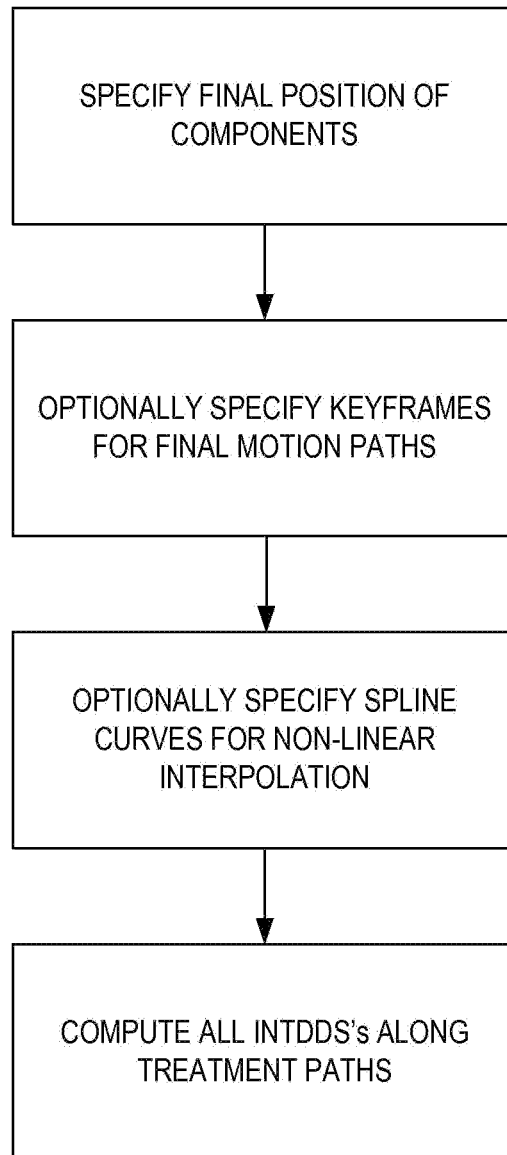 SPECIFY FINAL POSITION OF
COMPONENTS
OPTIONALLY SPECIFY KEYFRAMES
FOR FINAL MOTION PATHS
OPTIONALLY SPECIFY SPLINE
CURVES FOR NON-LINEAR
INTERPOLATION
COMPUTE ALL INTDDS's ALONG
TREATMENT PATHS